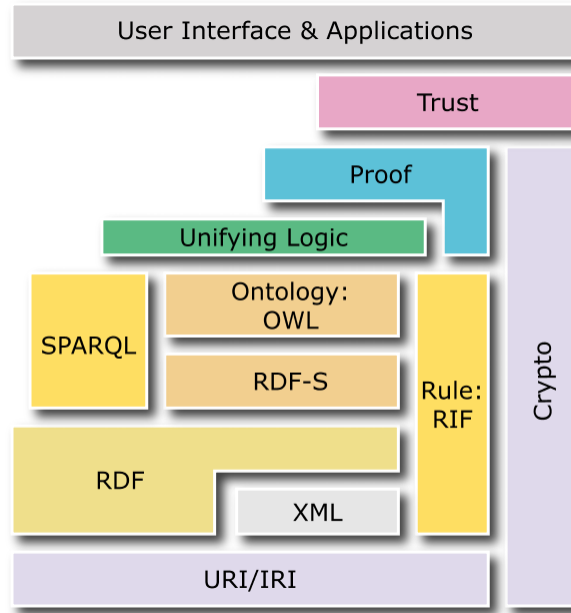 User Interface & Applications
Trust
Proof
Unifying Logic
Ontology:
OWL
SPARQL
RDF-S
Rule:
RIF
Crypto
RDF
XML
URI/IRI